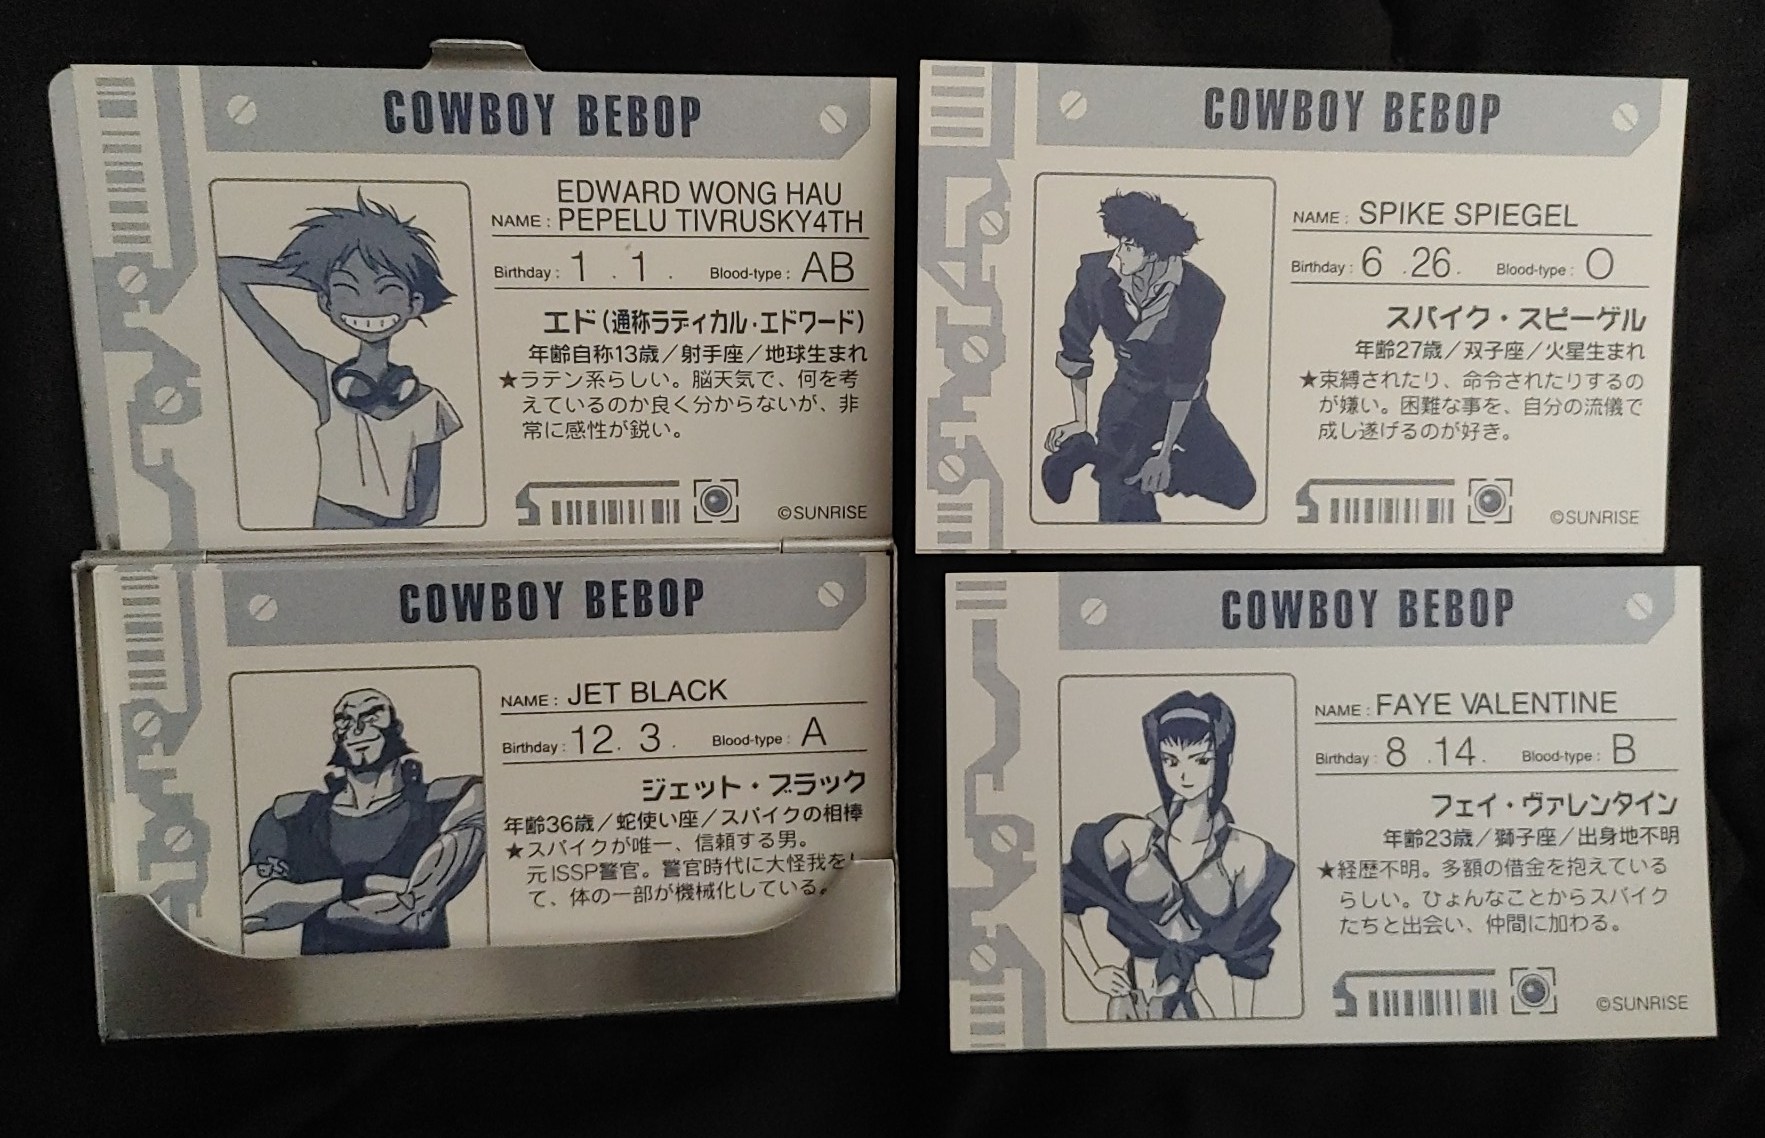 COWBOY BEBOP
EDWARD WONG HAU
NAME : PEPELU TIVRUSKY4TH
Birthday : 1 . 1 . Blood-type : AB
エド(通称ラディカル・エドワード)
年齢自称13歳／射手座／地球生まれ
★ラテン系らしい。脳天気で、何を考
えているのか良く分からないが、非
常に感性が鋭い。
©SUNRISE
COWBOY BEBOP
NAME : SPIKE SPIEGEL
Birthday : 6 .26. Blood-type : O
スパイク・スピーゲル
年齢27歳／双子座／火星生まれ
★束縛されたり、命令されたりするの
が嫌い。困難な事を、自分の流儀で
成し遂げるのが好き。
©SUNRISE
COWBOY BEBOP
NAME : JET BLACK
Birthday : 12. 3 . Blood-type : A
ジェット・ブラック
年齢36歳／蛇使い座／スパイクの相棒
★スパイクが唯一、信頼する男。
元ISSP警官。警官時代に大怪我をし
て、体の一部が機械化している。
COWBOY BEBOP
NAME : FAYE VALENTINE
Birthday : 8 .14. Blood-type : B
フェイ・ヴァレンタイン
年齢23歳／獅子座／出身地不明
★経歴不明。多額の借金を抱えている
らしい。ひょんなことからスパイク
たちと出会い、仲間に加わる。
©SUNRISE